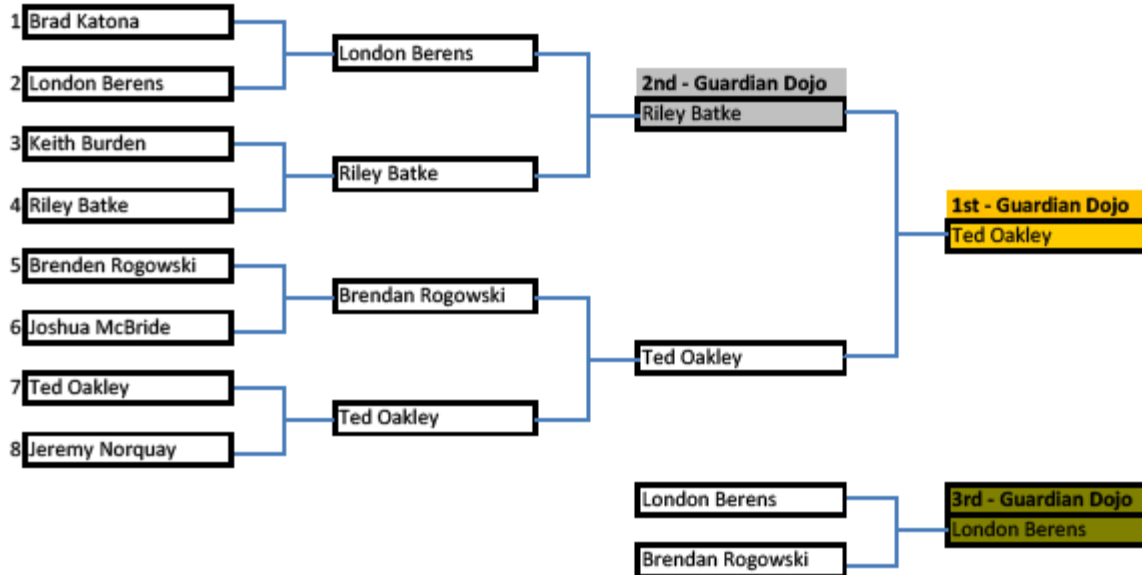 1 Brad Katona
2 London Berens
3 Keith Burden
4 Riley Batke
5 Brenden Rogowski
6 Joshua McBride
7 Ted Oakley
8 Jeremy Norquay
London Berens
Riley Batke
Brendan Rogowski
Ted Oakley
2nd - Guardian Dojo
Riley Batke
Ted Oakley
1st - Guardian Dojo
Ted Oakley
London Berens
Brendan Rogowski
3rd - Guardian Dojo
London Berens